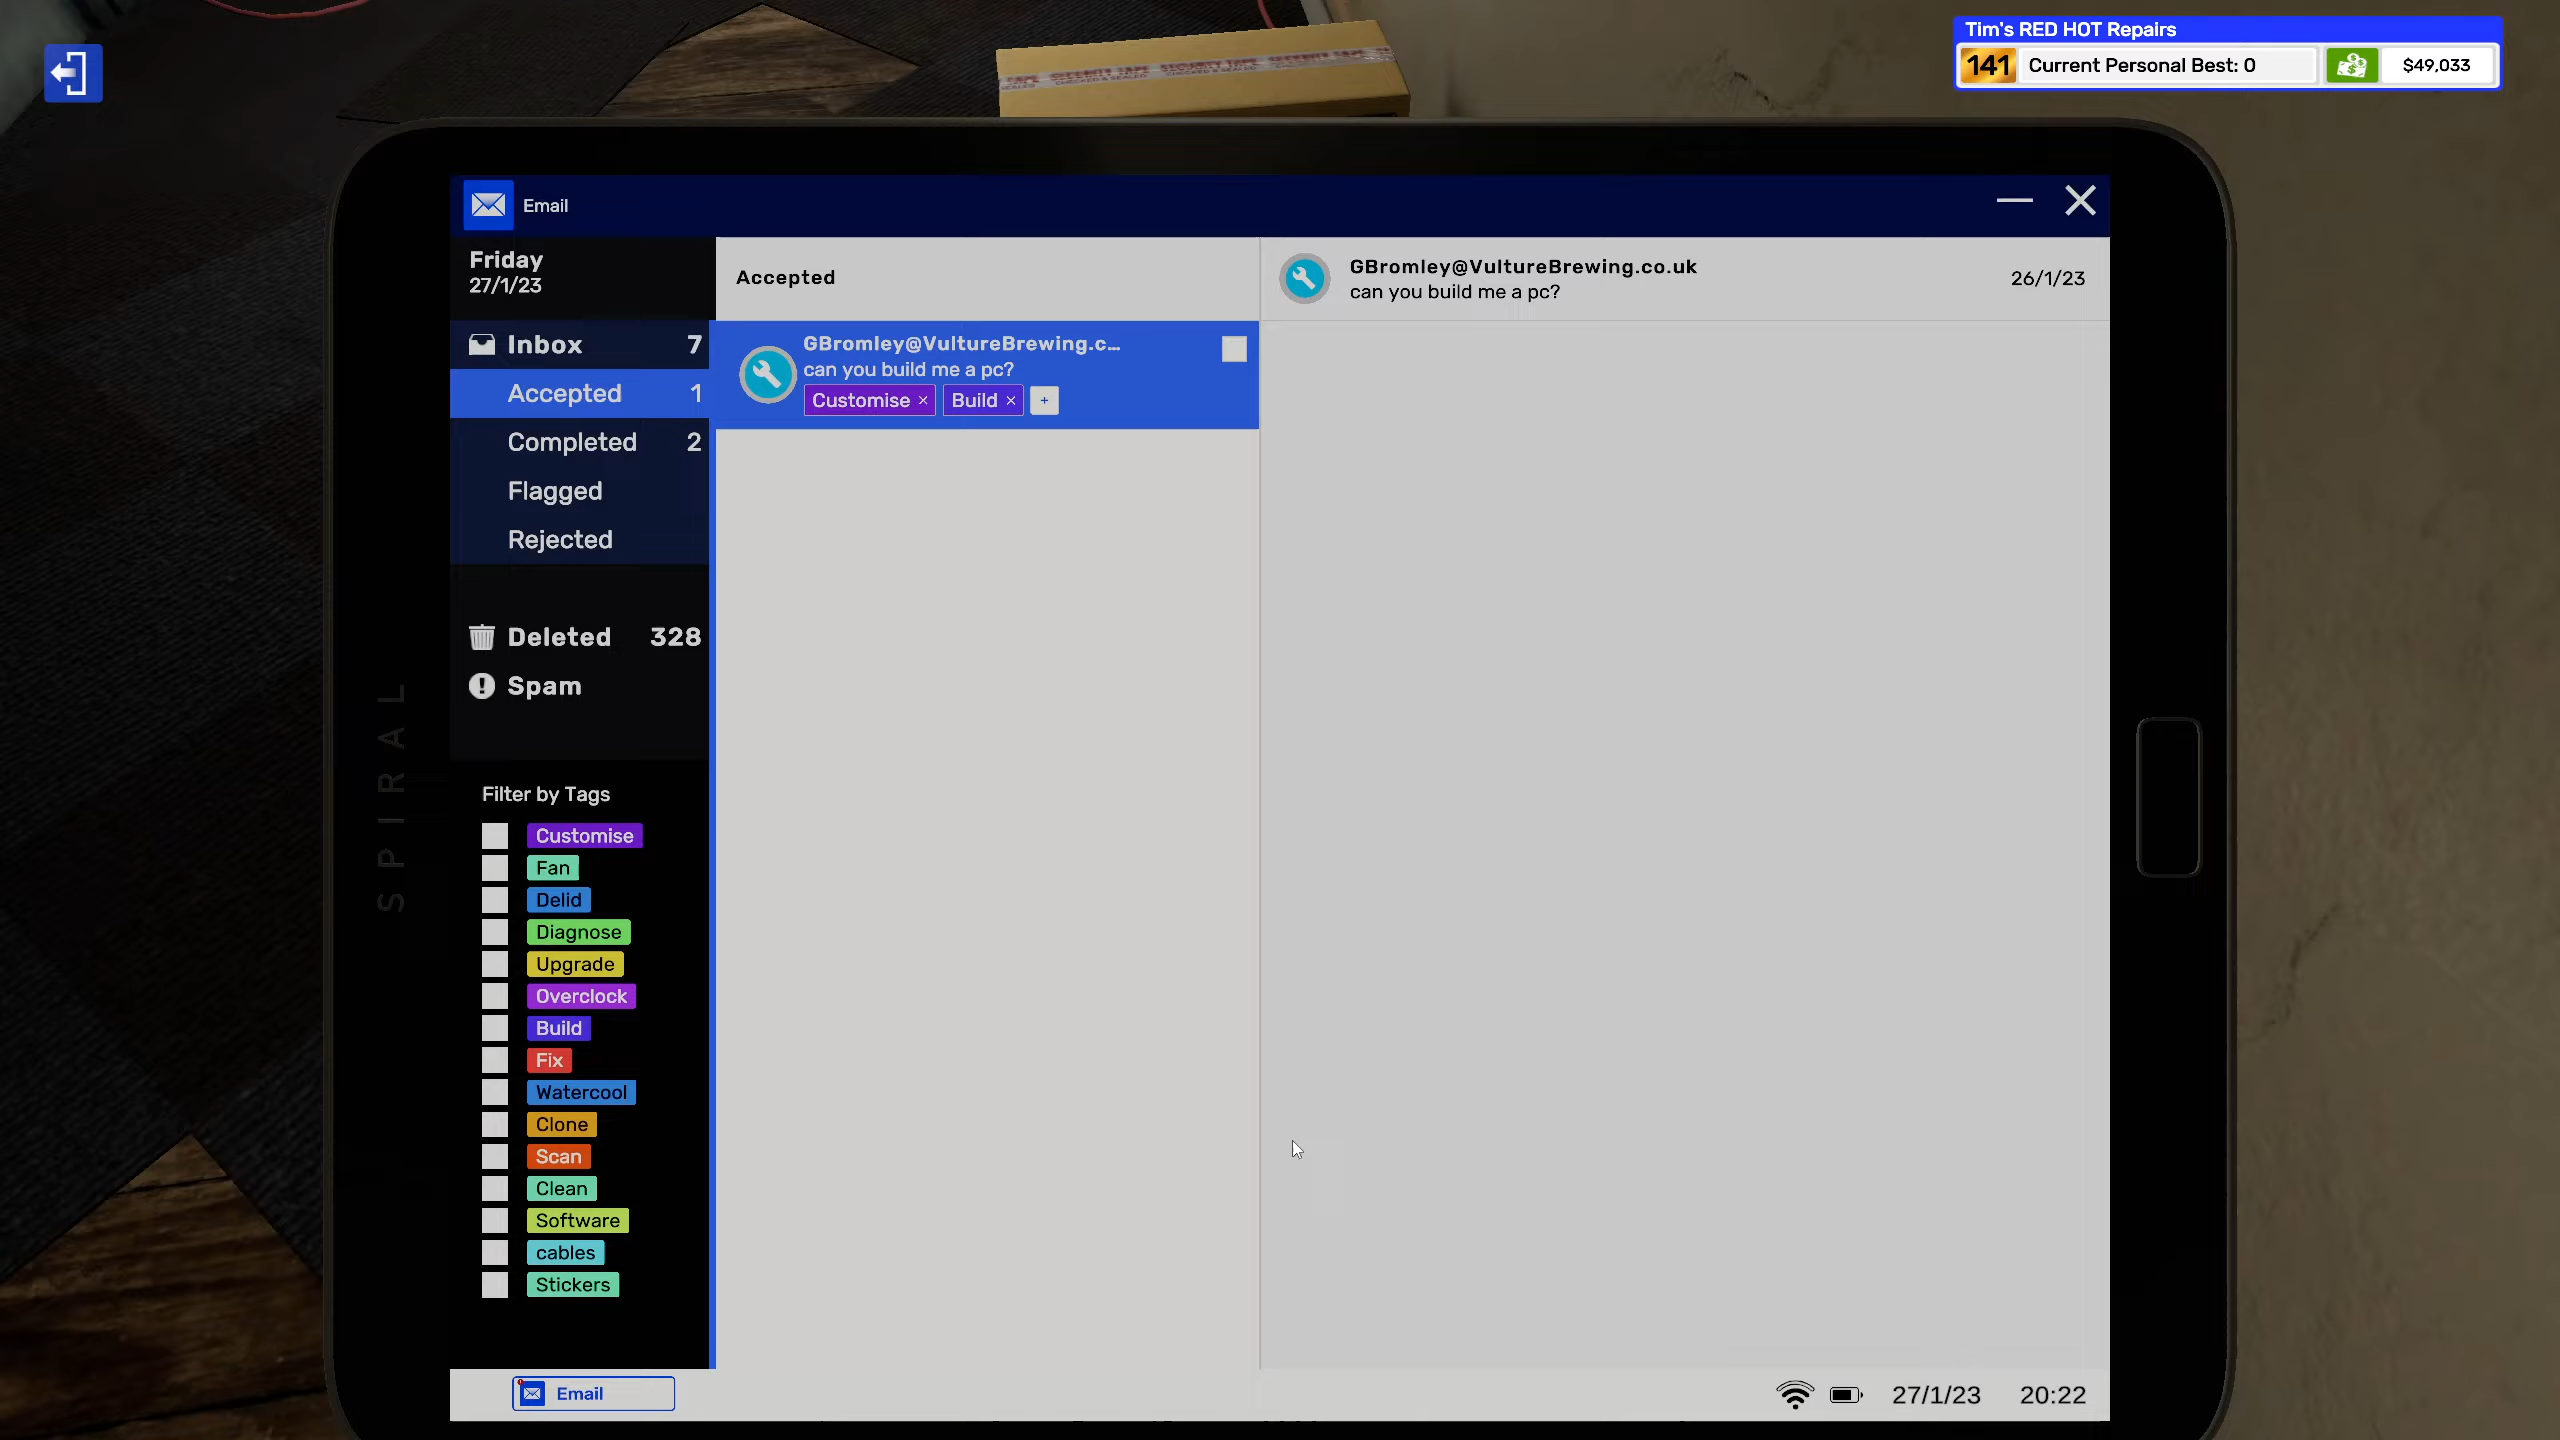 Tim's RED HOT Repairs
141 Current Personal Best: 0 $49,033
Email
Friday
27/1/23
Inbox 7
Accepted 1
Completed 2
Flagged
Rejected
Deleted 328
Spam
Filter by Tags
Customise
Fan
Delid
Diagnose
Upgrade
Overclock
Build
Fix
Watercool
Clone
Scan
Clean
Software
cables
Stickers
Accepted
GBromley@VultureBrewing.c...
can you build me a pc?
Customise × Build × +
GBromley@VultureBrewing.co.uk
can you build me a pc?
26/1/23
SPIRAL
Email
27/1/23 20:22